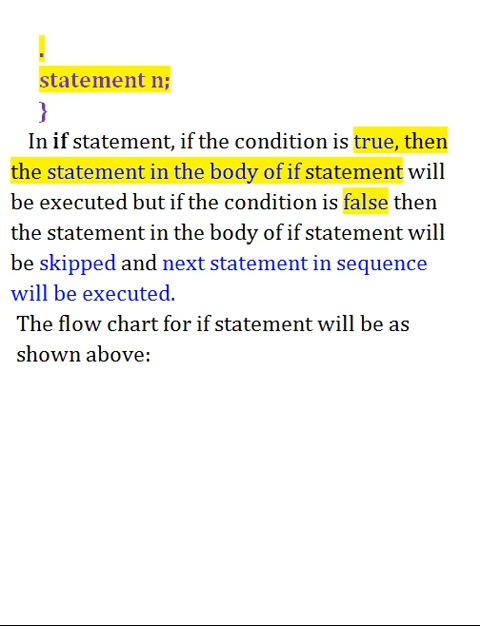 .
statement n;
}
In if statement, if the condition is true, then
the statement in the body of if statement will
be executed but if the condition is false then
the statement in the body of if statement will
be skipped and next statement in sequence
will be executed.
The flow chart for if statement will be as
shown above: